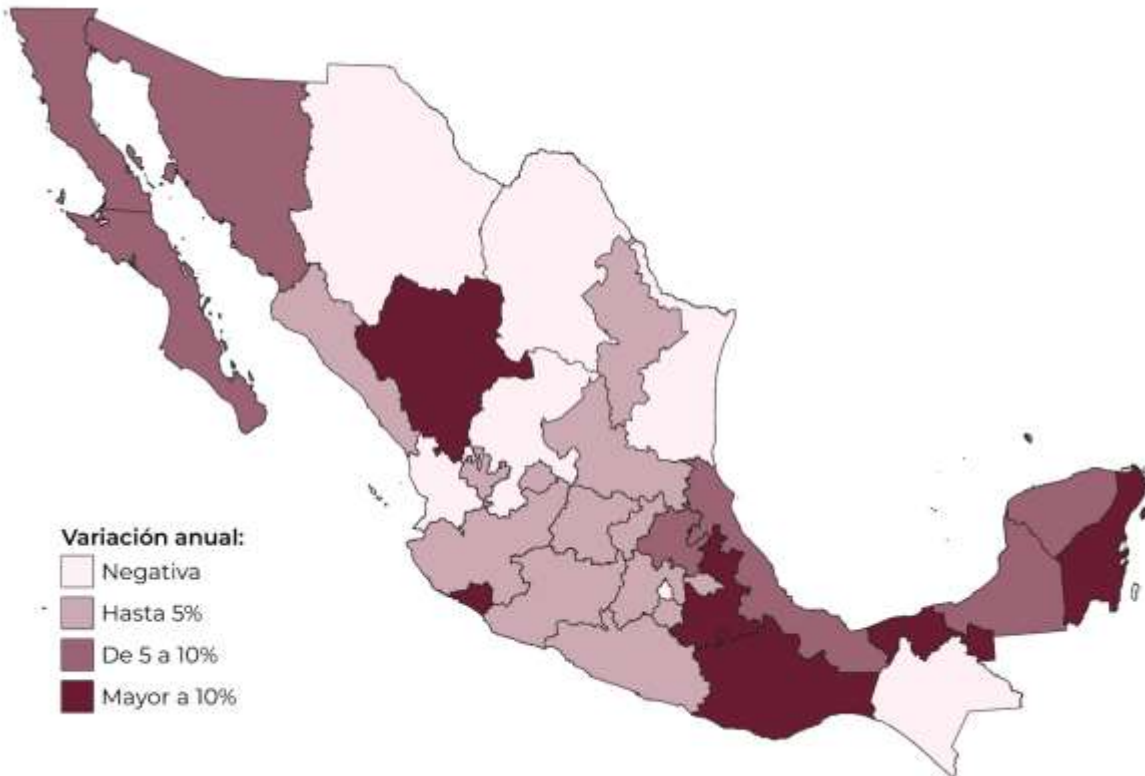 Variación anual:
Negativa
Hasta 5%
De 5 a 10%
Mayor a 10%